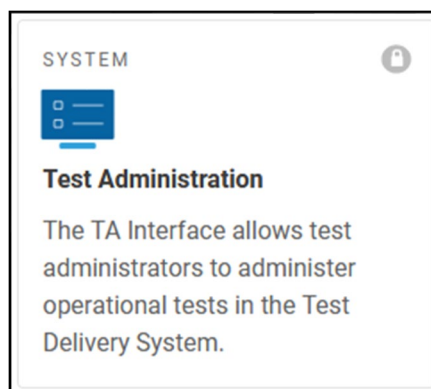 SYSTEM
Test Administration
The TA Interface allows test
administrators to administer
operational tests in the Test
Delivery System.